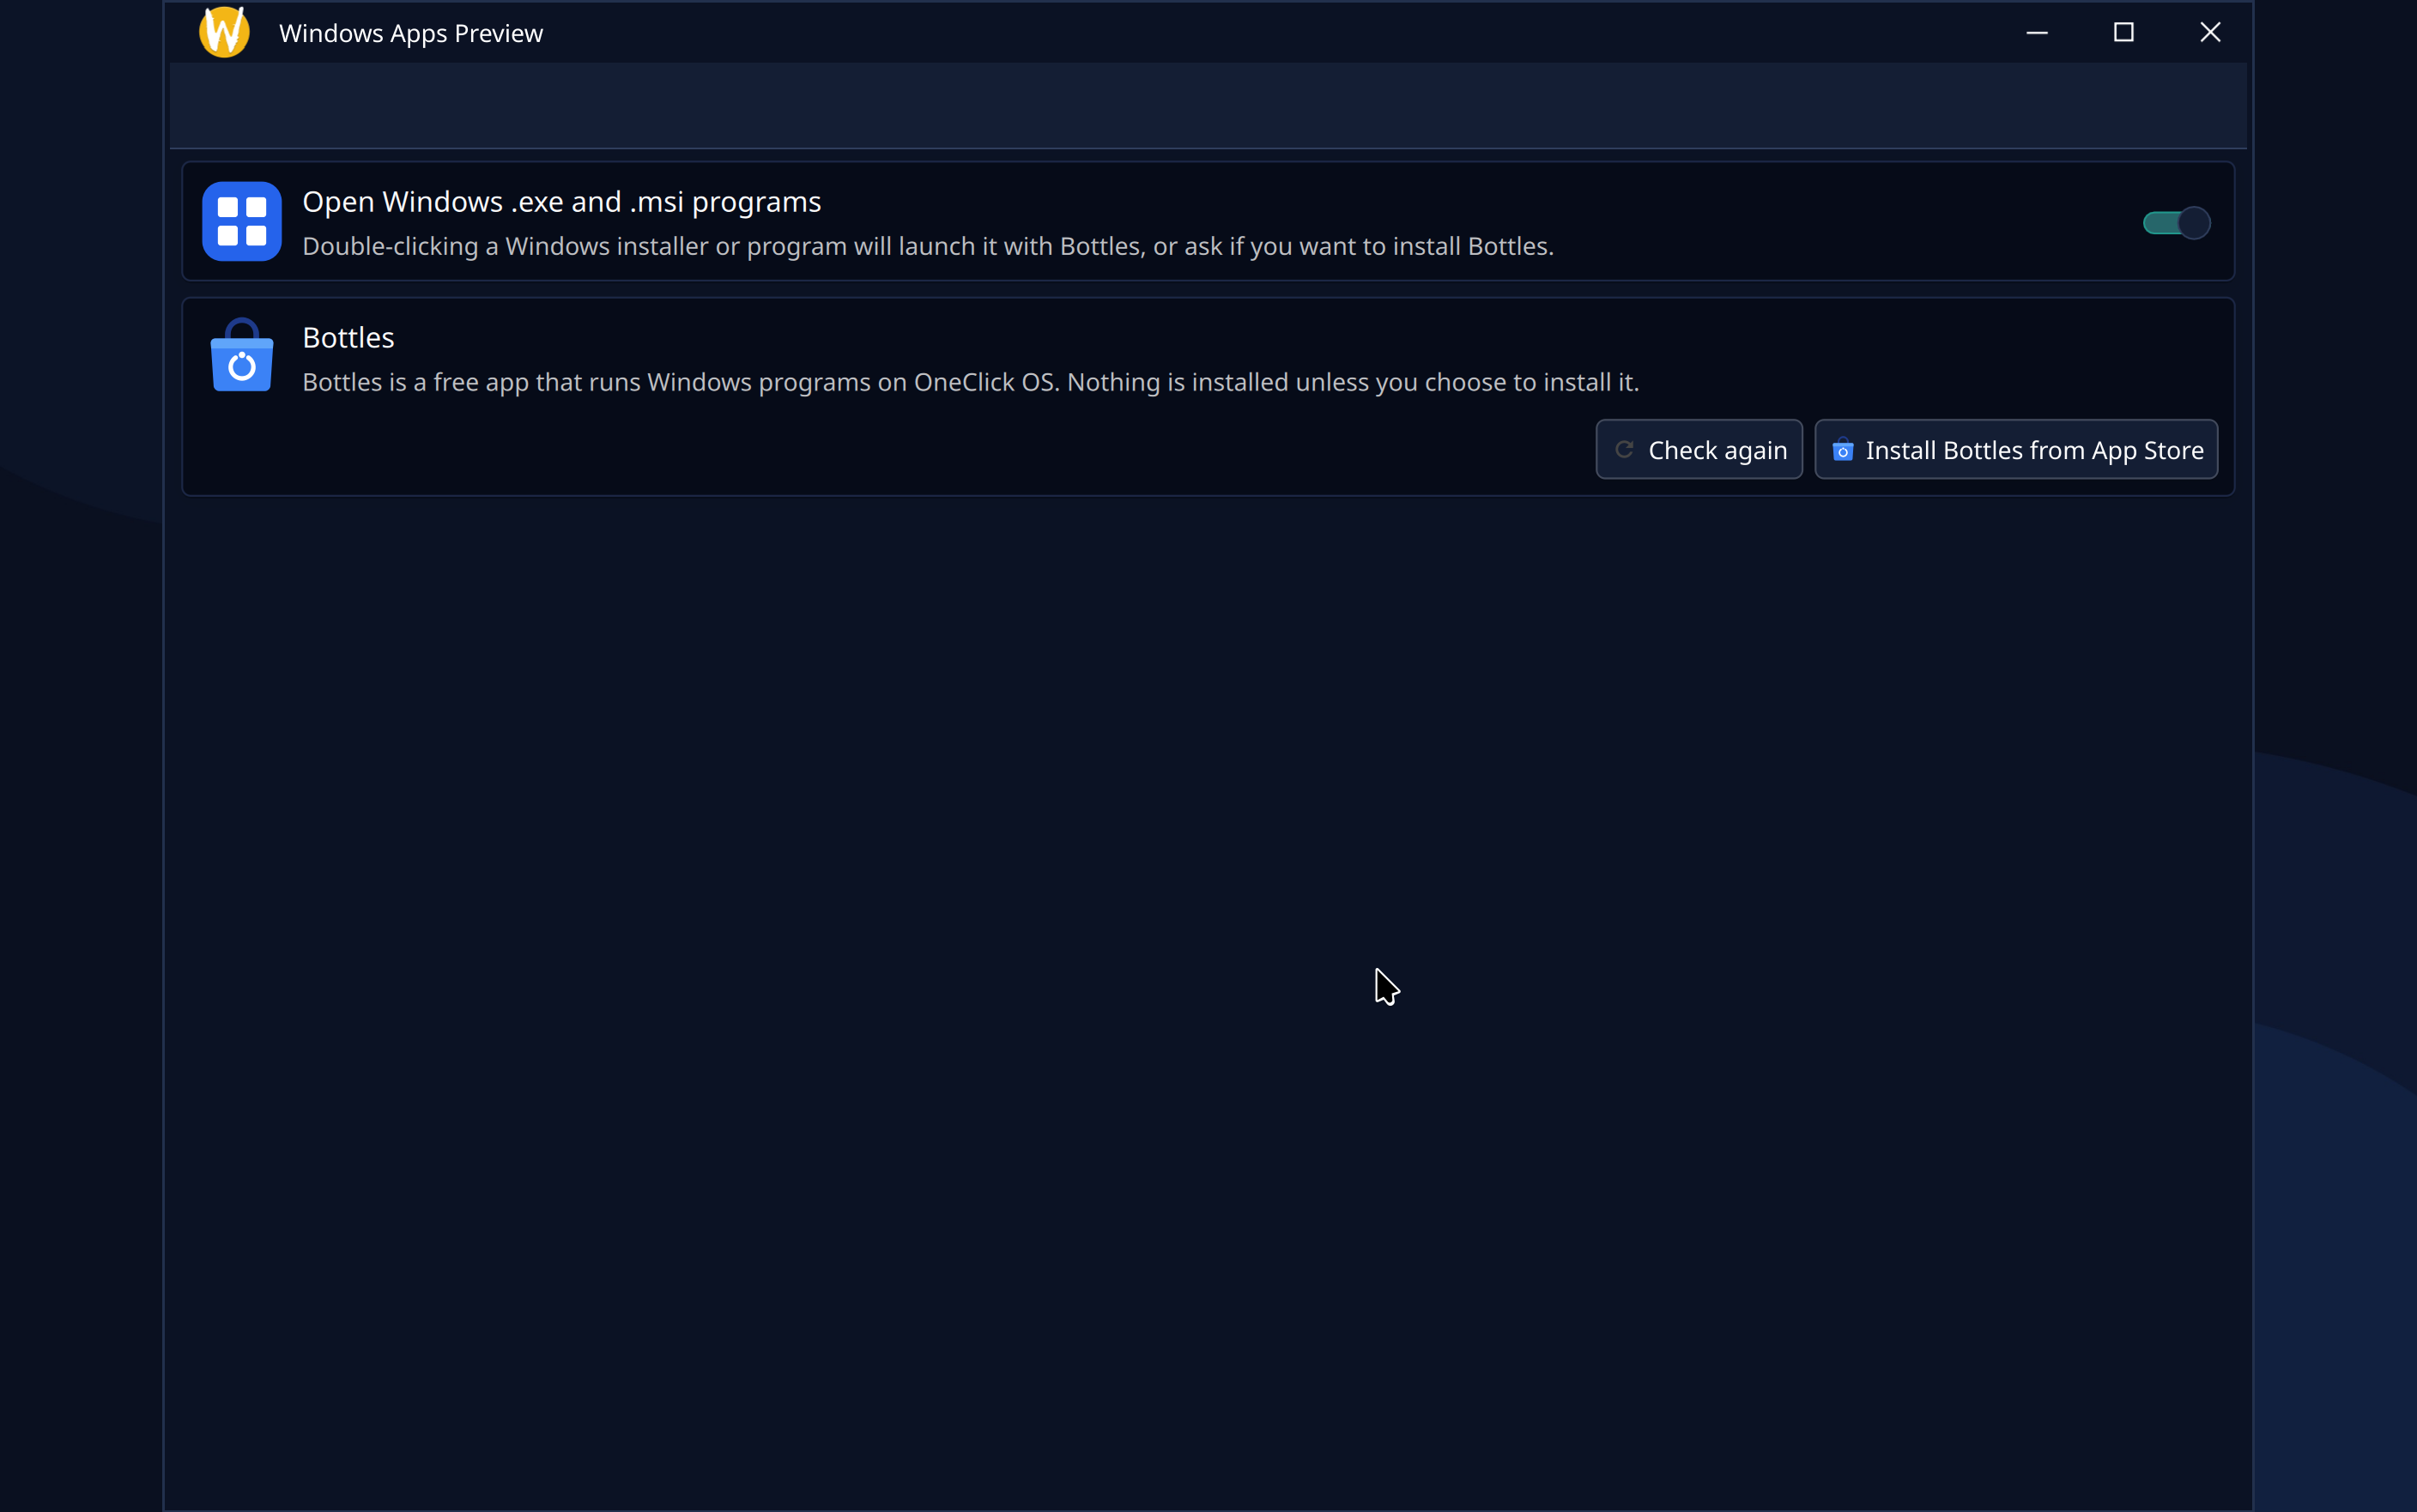 Windows Apps Preview
Open Windows .exe and .msi programs
Double-clicking a Windows installer or program will launch it with Bottles, or ask if you want to install Bottles.
Bottles
Bottles is a free app that runs Windows programs on OneClick OS. Nothing is installed unless you choose to install it.
Check again
Install Bottles from App Store